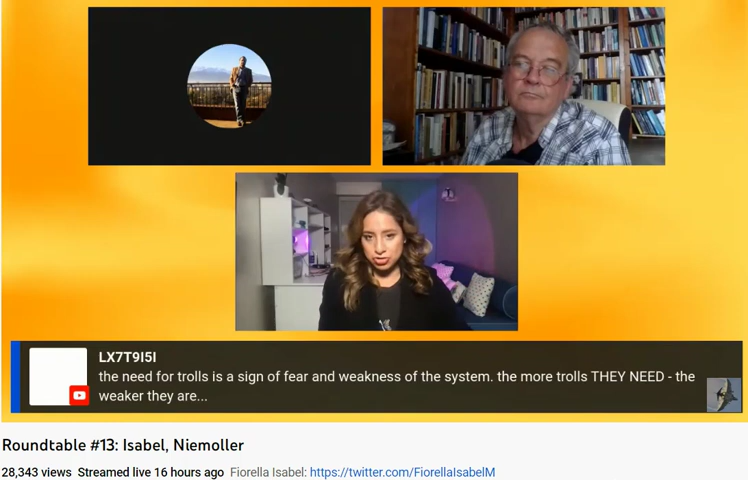 LX7T9I5I
the need for trolls is a sign of fear and weakness of the system. the more trolls THEY NEED - the
weaker they are...
Roundtable #13: Isabel, Niemoller
28,343 views Streamed live 16 hours ago Fiorella Isabel: https://twitter.com/FiorellaIsabelM